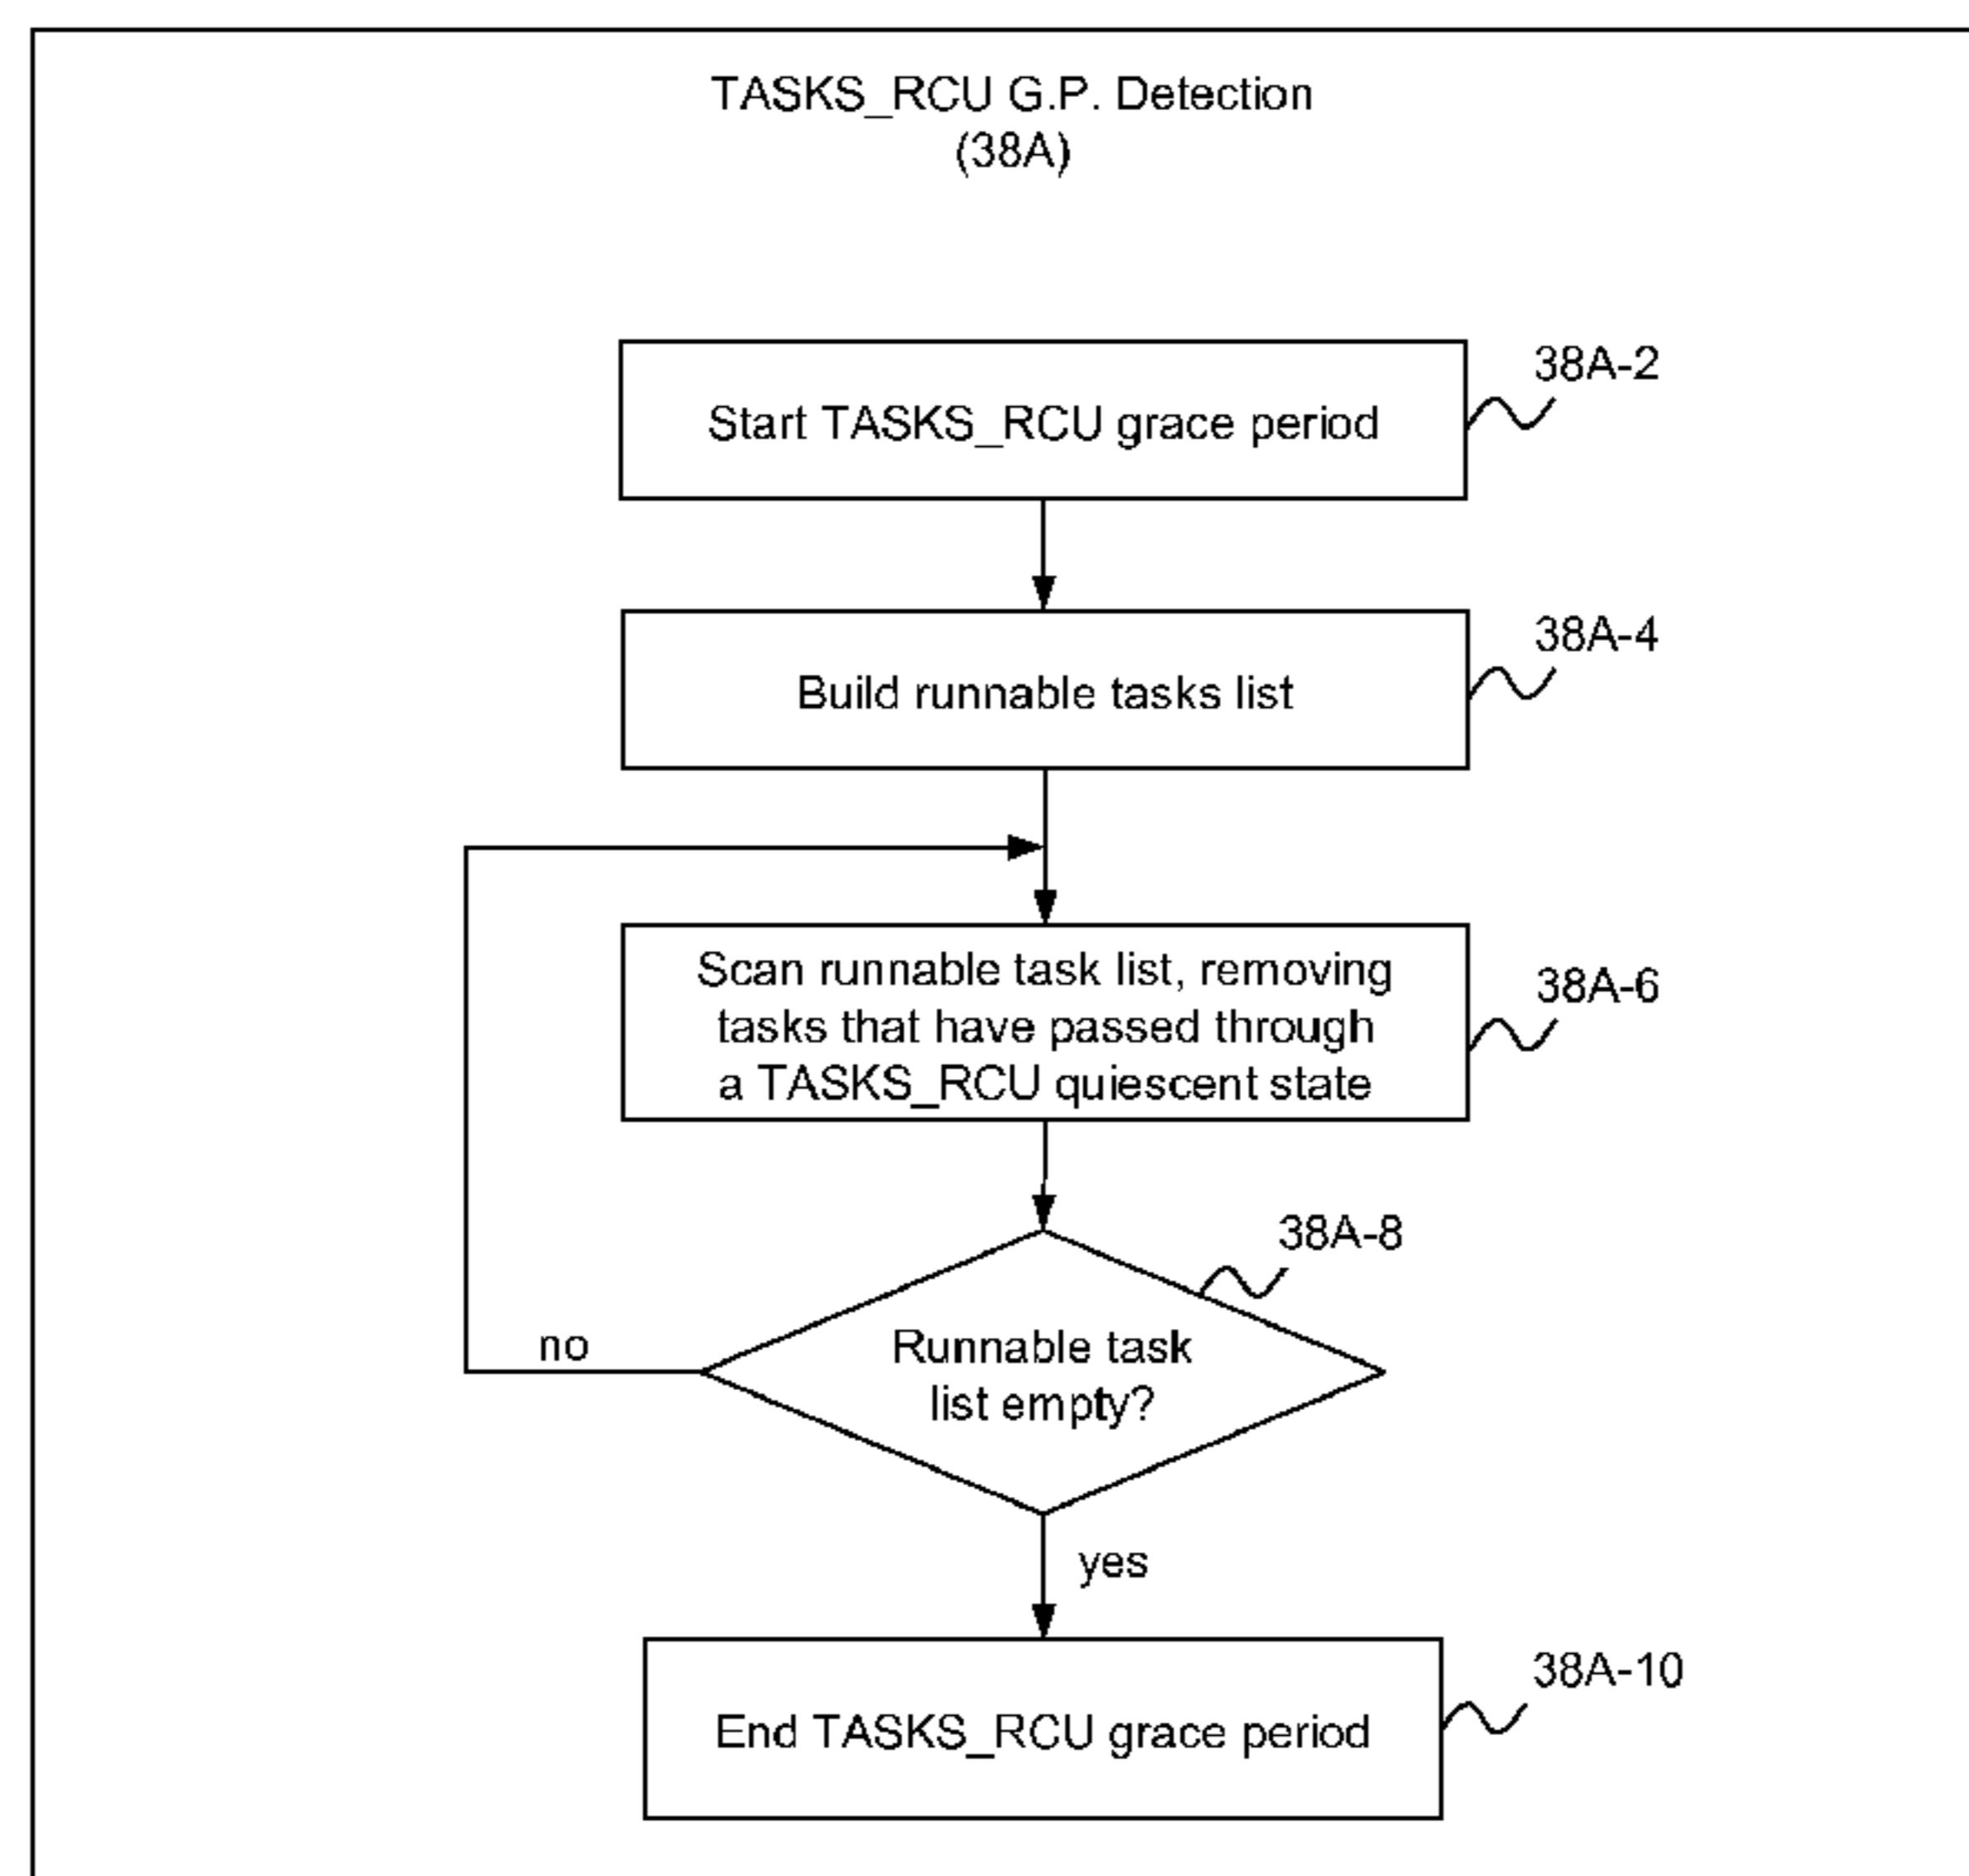 TASKS_RCU G.P. Detection
(38A)
38A-2
Start TASKS_RCU grace period
38A-4
Build runnable tasks list
Scan runnable task list, removing
tasks that have passed through
a TASKS_RCU quiescent state
38A-6
38A-8
Runnable task
list empty?
no
yes
38A-10
End TASKS_RCU grace period